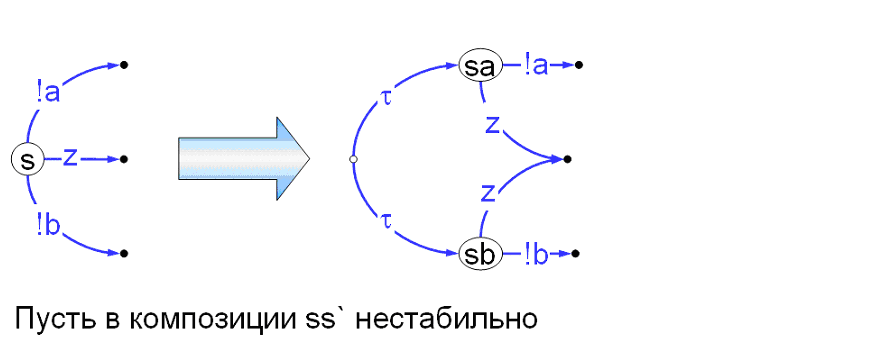 !a
s
z
!b
τ
sa
!a
z
z
τ
sb
!b
Пусть в композиции ss` нестабильно